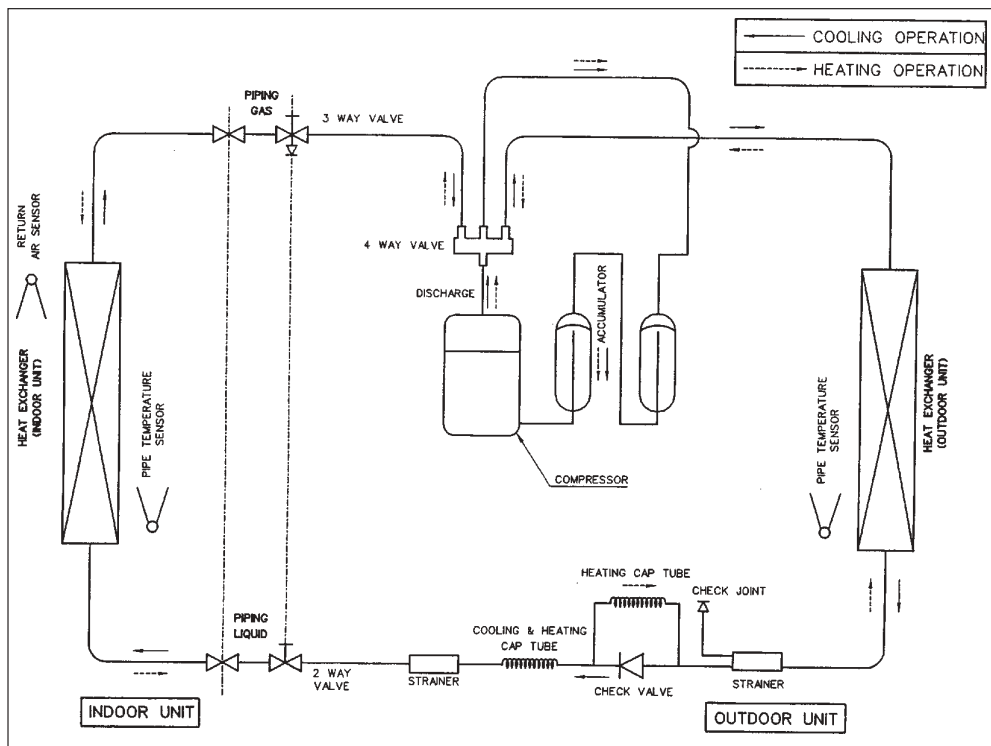 COOLING OPERATION
HEATING OPERATION
PIPING
GAS
3 WAY VALVE
RETURN
AIR SENSOR
4 WAY VALVE
DISCHARGE
ACCUMULATOR
HEAT EXCHANGER
(INDOOR UNIT)
PIPE TEMPERATURE
SENSOR
COMPRESSOR
PIPE TEMPERATURE
SENSOR
HEAT EXCHANGER
(OUTDOOR UNIT)
HEATING CAP TUBE
CHECK JOINT
PIPING
LIQUID
COOLING & HEATING
CAP TUBE
2 WAY
VALVE
STRAINER
CHECK VALVE
STRAINER
INDOOR UNIT
OUTDOOR UNIT